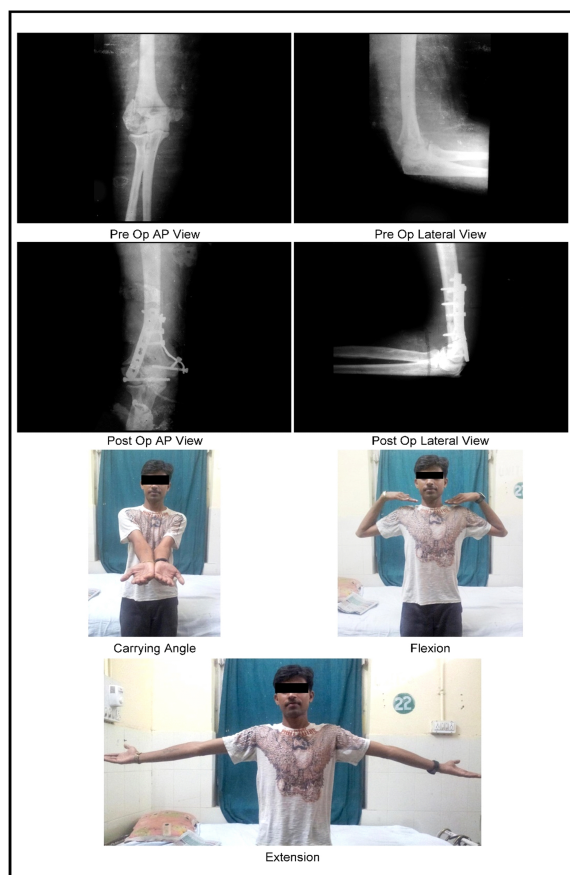 Pre Op AP View
Pre Op Lateral View
Post Op AP View
Post Op Lateral View
Carrying Angle
Flexion
22
Extension